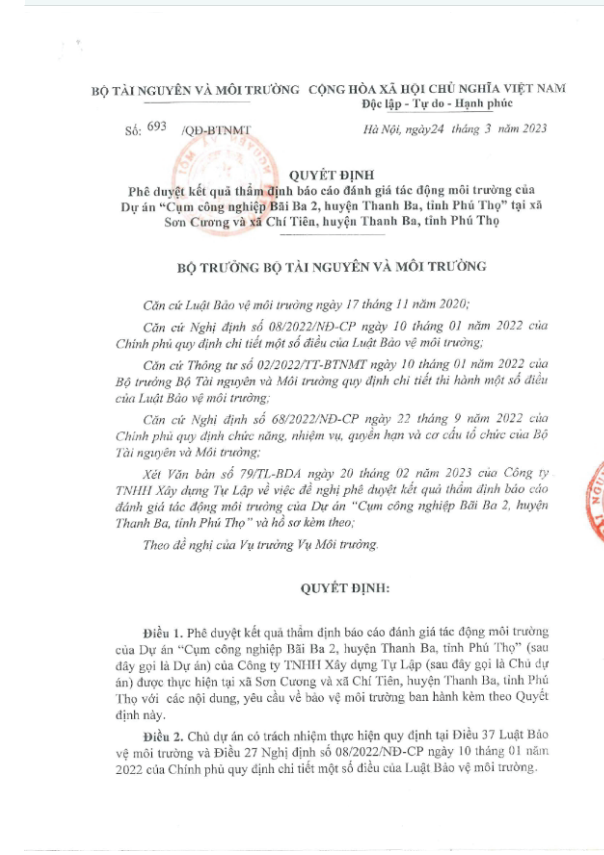 BỘ TÀI NGUYÊN VÀ MÔI TRƯỜNG CỘNG HÒA XÃ HỘI CHỦ NGHĨA VIỆT NAM
Độc lập - Tự do - Hạnh phúc
Số: 693 /QĐ-BTNMT Hà Nội, ngày 24 tháng 3 năm 2023
QUYẾT ĐỊNH
Phê duyệt kết quả thẩm định báo cáo đánh giá tác động môi trường của
Dự án “Cụm công nghiệp Bãi Ba 2, huyện Thanh Ba, tỉnh Phú Thọ” tại xã
Sơn Cương và xã Chí Tiên, huyện Thanh Ba, tỉnh Phú Thọ
BỘ TRƯỞNG BỘ TÀI NGUYÊN VÀ MÔI TRƯỜNG
Căn cứ Luật Bảo vệ môi trường ngày 17 tháng 11 năm 2020;
Căn cứ Nghị định số 08/2022/NĐ-CP ngày 10 tháng 01 năm 2022 của
Chính phủ quy định chi tiết một số điều của Luật Bảo vệ môi trường;
Căn cứ Thông tư số 02/2022/TT-BTNMT ngày 10 tháng 01 năm 2022 của
Bộ trưởng Bộ Tài nguyên và Môi trường quy định chi tiết thi hành một số điều
của Luật Bảo vệ môi trường;
Căn cứ Nghị định số 68/2022/NĐ-CP ngày 22 tháng 9 năm 2022 của
Chính phủ quy định chức năng, nhiệm vụ, quyền hạn và cơ cấu tổ chức của Bộ
Tài nguyên và Môi trường;
Xét Văn bản số 79/TL-BDA ngày 20 tháng 02 năm 2023 của Công ty
TNHH Xây dựng Tự Lập về việc đề nghị phê duyệt kết quả thẩm định báo cáo
đánh giá tác động môi trường của Dự án “Cụm công nghiệp Bãi Ba 2, huyện
Thanh Ba, tỉnh Phú Thọ” và hồ sơ kèm theo;
Theo đề nghị của Vụ trưởng Vụ Môi trường.
QUYẾT ĐỊNH:
Điều 1. Phê duyệt kết quả thẩm định báo cáo đánh giá tác động môi trường
của Dự án “Cụm công nghiệp Bãi Ba 2, huyện Thanh Ba, tỉnh Phú Thọ” (sau
đây gọi là Dự án) của Công ty TNHH Xây dựng Tự Lập (sau đây gọi là Chủ dự
án) được thực hiện tại xã Sơn Cương và xã Chí Tiên, huyện Thanh Ba, tỉnh Phú
Thọ với các nội dung, yêu cầu về bảo vệ môi trường ban hành kèm theo Quyết
định này.
Điều 2. Chủ dự án có trách nhiệm thực hiện quy định tại Điều 37 Luật Bảo
vệ môi trường và Điều 27 Nghị định số 08/2022/NĐ-CP ngày 10 tháng 01 năm
2022 của Chính phủ quy định chi tiết một số điều của Luật Bảo vệ môi trường.